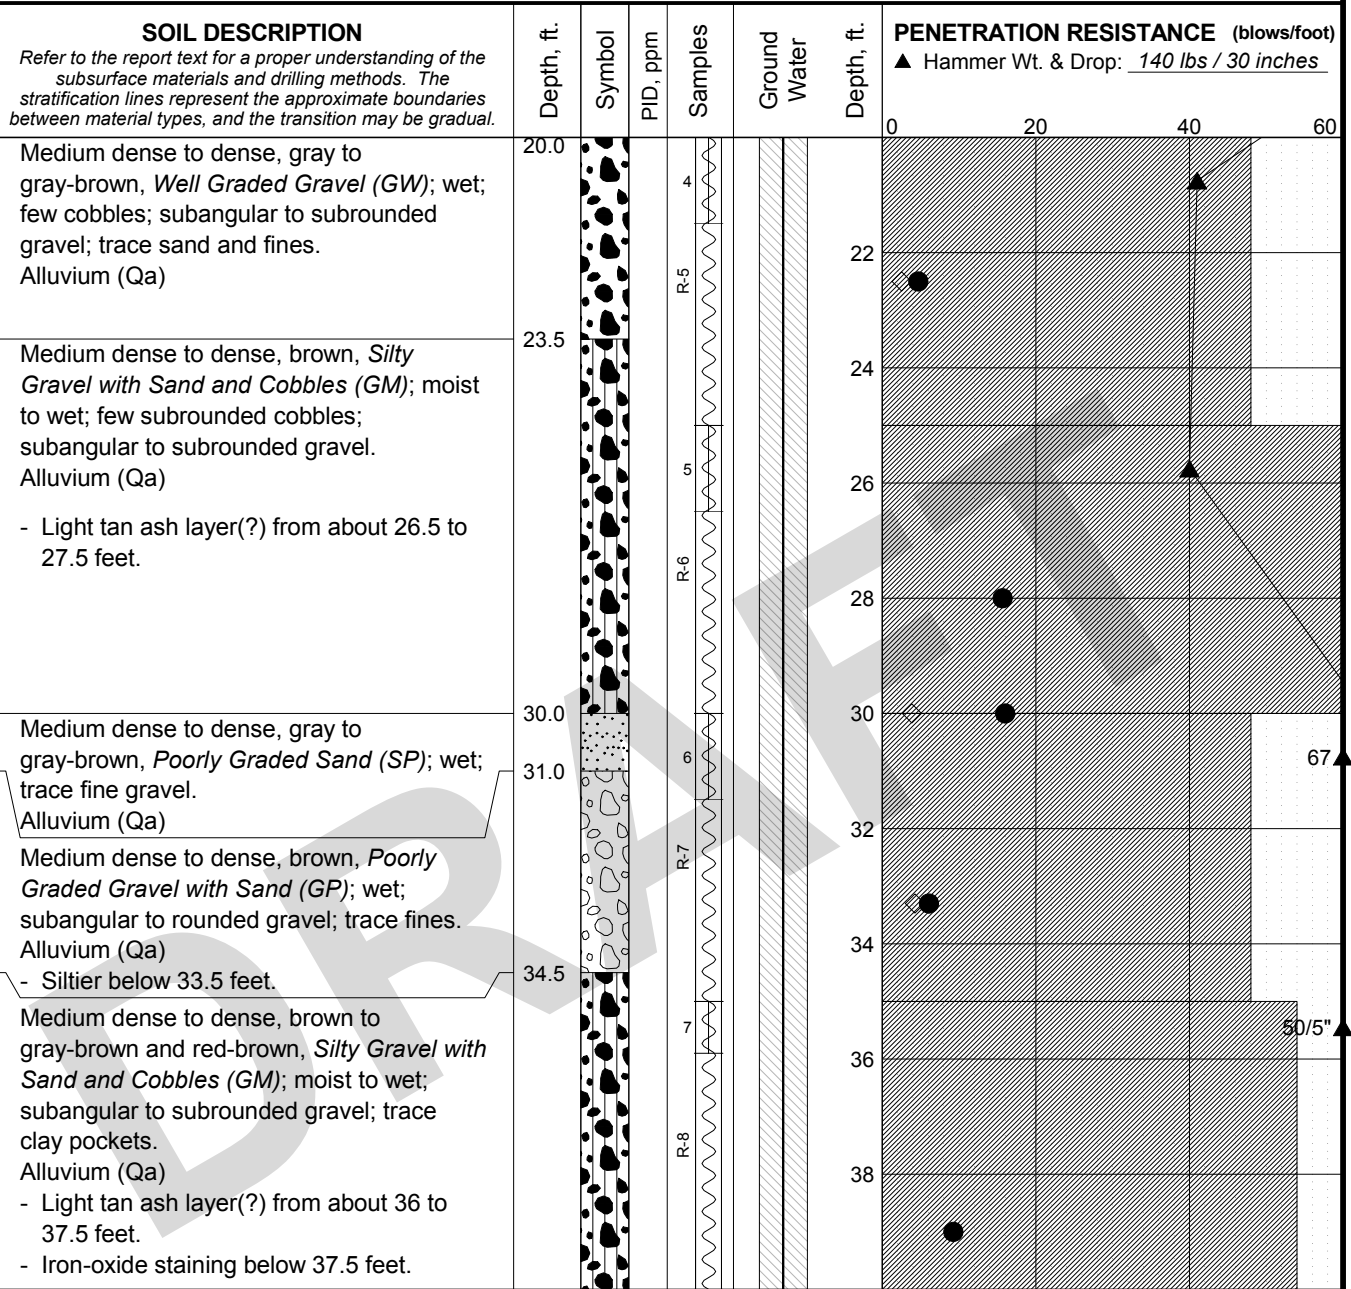 SOIL DESCRIPTION
Refer to the report text for a proper understanding of the
subsurface materials and drilling methods. The
stratification lines represent the approximate boundaries
between material types, and the transition may be gradual.
Depth, ft.
Symbol
PID, ppm
Samples
Ground
Water
Depth, ft.
PENETRATION RESISTANCE (blows/foot)
▲ Hammer Wt. & Drop: 140 lbs / 30 inches
0 20 40 60
Medium dense to dense, gray to
gray-brown, Well Graded Gravel (GW); wet;
few cobbles; subangular to subrounded
gravel; trace sand and fines.
Alluvium (Qa)
Medium dense to dense, brown, Silty
Gravel with Sand and Cobbles (GM); moist
to wet; few subrounded cobbles;
subangular to subrounded gravel.
Alluvium (Qa)
- Light tan ash layer(?) from about 26.5 to
27.5 feet.
Medium dense to dense, gray to
gray-brown, Poorly Graded Sand (SP); wet;
trace fine gravel.
Alluvium (Qa)
Medium dense to dense, brown, Poorly
Graded Gravel with Sand (GP); wet;
subangular to rounded gravel; trace fines.
Alluvium (Qa)
- Siltier below 33.5 feet.
Medium dense to dense, brown to
gray-brown and red-brown, Silty Gravel with
Sand and Cobbles (GM); moist to wet;
subangular to subrounded gravel; trace
clay pockets.
Alluvium (Qa)
- Light tan ash layer(?) from about 36 to
37.5 feet.
- Iron-oxide staining below 37.5 feet.
20.0
23.5
30.0
31.0
34.5
4
R-5
5
R-6
6
R-7
7
R-8
22
24
26
28
30
32
34
36
38
67
50/5"
DRAFT